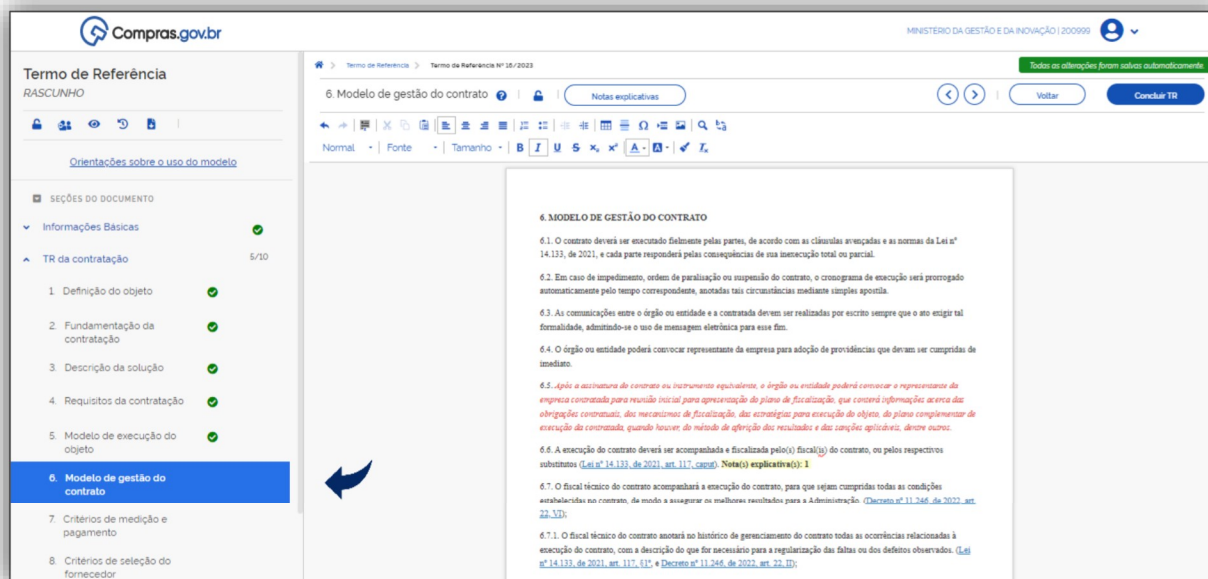 Compras.gov.br
MINISTÉRIO DA GESTÃO E DA INOVAÇÃO | 200999
Termo de Referência
RASCUNHO
Orientações sobre o uso do modelo
SEÇÕES DO DOCUMENTO
Informações Básicas
TR da contratação
5/10
1. Definição do objeto
2. Fundamentação da
contratação
3. Descrição da solução
4. Requisitos da contratação
5. Modelo de execução do
objeto
6. Modelo de gestão do
contrato
7. Critérios de medição e
pagamento
8. Critérios de seleção do
fornecedor
Termo de Referência > Termo de Referência Nº 16/2023
Todas as alterações foram salvas automaticamente.
6. Modelo de gestão do contrato
Notas explicativas
Voltar
Concluir TR
Normal
Fonte
Tamanho
6. MODELO DE GESTÃO DO CONTRATO
6.1. O contrato deverá ser executado fielmente pelas partes, de acordo com as cláusulas avençadas e as normas da Lei nº
14.133, de 2021, e cada parte responderá pelas consequências de sua inexecução total ou parcial.
6.2. Em caso de impedimento, ordem de paralisação ou suspensão do contrato, o cronograma de execução será prorrogado
automaticamente pelo tempo correspondente, anotadas tais circunstâncias mediante simples apostila.
6.3. As comunicações entre o órgão ou entidade e a contratada devem ser realizadas por escrito sempre que o ato exigir tal
formalidade, admitindo-se o uso de mensagem eletrônica para esse fim.
6.4. O órgão ou entidade poderá convocar representante da empresa para adoção de providências que devam ser cumpridas de
imediato.
6.5. Após a assinatura do contrato ou instrumento equivalente, o órgão ou entidade poderá convocar o representante da
empresa contratada para reunião inicial para apresentação do plano de fiscalização, que conterá informações acerca das
obrigações contratuais, dos mecanismos de fiscalização, das estratégias para execução do objeto, do plano complementar de
execução da contratada, quando houver, do método de aferição dos resultados e das sanções aplicáveis, dentre outros.
6.6. A execução do contrato deverá ser acompanhada e fiscalizada pelo(s) fiscal(is) do contrato, ou pelos respectivos
substitutos (Lei nº 14.133, de 2021, art. 117, caput). Nota(s) explicativa(s): 1
6.7. O fiscal técnico do contrato acompanhará a execução do contrato, para que sejam cumpridas todas as condições
estabelecidas no contrato, de modo a assegurar os melhores resultados para a Administração. (Decreto nº 11.246, de 2022, art.
22, VI);
6.7.1. O fiscal técnico do contrato anotará no histórico de gerenciamento do contrato todas as ocorrências relacionadas à
execução do contrato, com a descrição do que for necessário para a regularização das faltas ou dos defeitos observados. (Lei
nº 14.133, de 2021, art. 117, §1º, e Decreto nº 11.246, de 2022, art. 22, II);